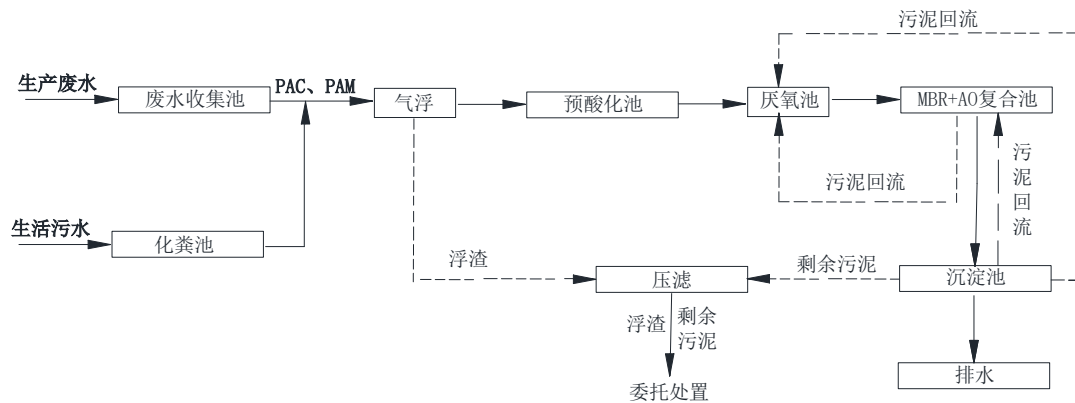 污泥回流
生产废水
废水收集池
PAC、PAM
气浮
预酸化池
厌氧池
MBR+AO复合池
污泥回流
污泥回流
生活污水
化粪池
浮渣
压滤
剩余污泥
沉淀池
浮渣
剩余
污泥
委托处置
排水